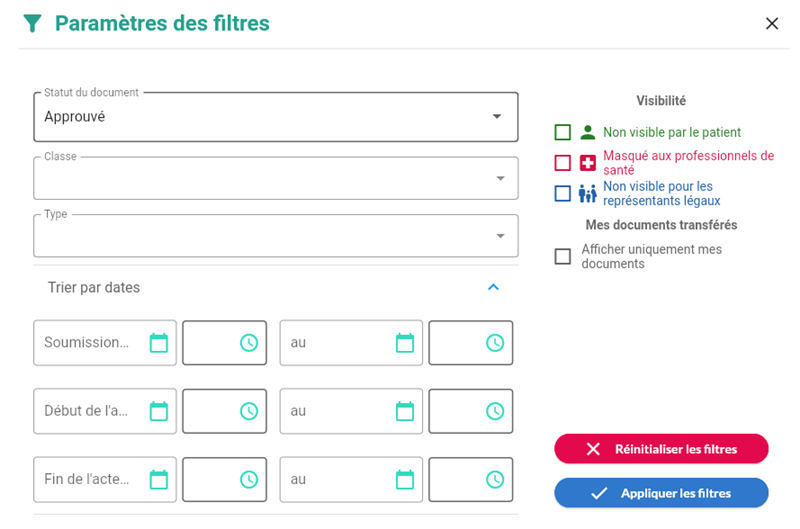 Paramètres des filtres
Statut du document
Approuvé
Classe
Type
Trier par dates
Soumission...
au
Début de l'a...
au
Fin de l'acte...
au
Visibilité
Non visible par le patient
Masqué aux professionnels de
santé
Non visible pour les
représentants légaux
Mes documents transférés
Afficher uniquement mes
documents
Réinitialiser les filtres
Appliquer les filtres